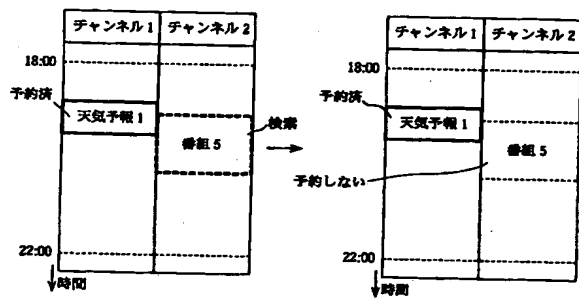 チャンネル1 チャンネル2
18:00
予約済
天気予報1
検索
番組5
22:00
時間
チャンネル1 チャンネル2
18:00
予約済
天気予報1
番組5
予約しない
22:00
時間